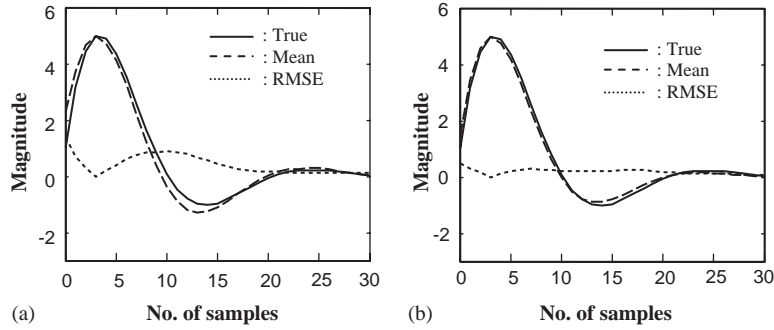 6
4
2
0
-2
Magnitude
: True
: Mean
: RMSE
0 5 10 15 20 25 30
(a) No. of samples
6
4
2
0
-2
Magnitude
: True
: Mean
: RMSE
0 5 10 15 20 25 30
(b) No. of samples